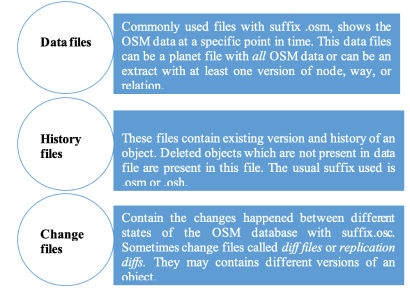 Data files
Commonly used files with suffix .osm, shows the
OSM data at a specific point in time. This data files
can be a planet file with all OSM data or can be an
extract with at least one version of node, way, or
relation.
History
files
These files contain existing version and history of an
object. Deleted objects which are not present in data
file are present in this file. The usual suffix used is
.osm or .osh.
Change
files
Contain the changes happened between different
states of the OSM database with suffix.osc.
Sometimes change files called diff files or replication
diffs. They may contains different versions of an
object.